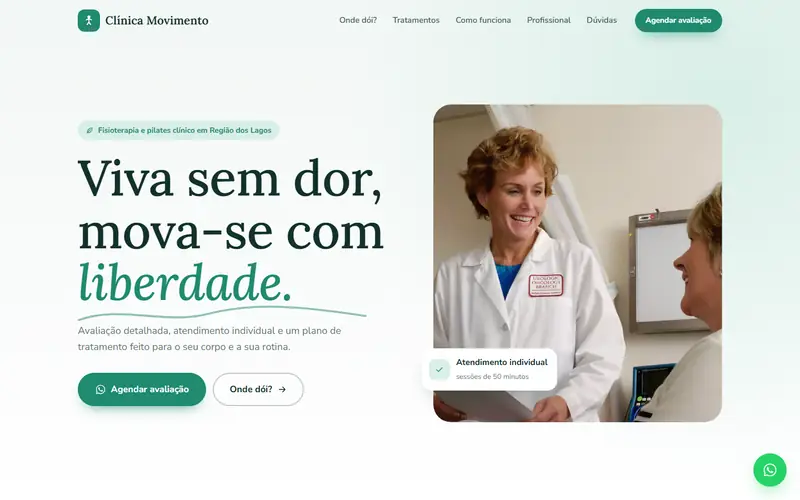 Clínica Movimento
Onde dói?
Tratamentos
Como funciona
Profissional
Dúvidas
Agendar avaliação
Fisioterapia e pilates clínico em Região dos Lagos
Viva sem dor,
mova-se com
liberdade.
Avaliação detalhada, atendimento individual e um plano de
tratamento feito para o seu corpo e a sua rotina.
Agendar avaliação
Onde dói? →
Atendimento individual
sessões de 50 minutos